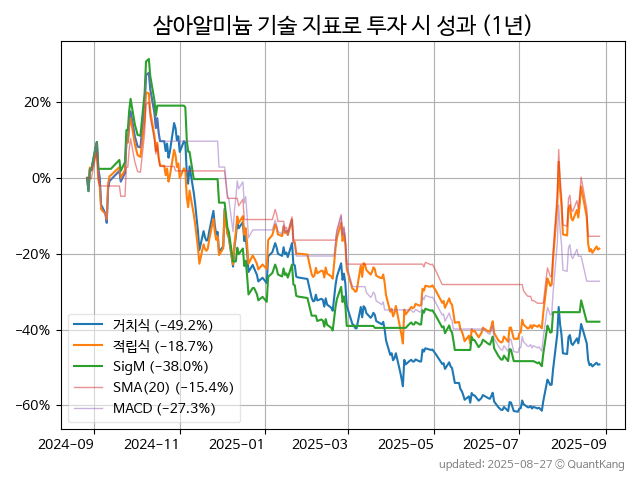 삼아알미늄 기술 지표로 투자 시 성과 (1년)
20%
0%
−20%
−40%
−60%
거치식 (−49.2%)
적립식 (−18.7%)
SigM (−38.0%)
SMA(20) (−15.4%)
MACD (−27.3%)
2024-09 2024-11 2025-01 2025-03 2025-05 2025-07 2025-09
updated: 2025-08-27 © QuantKang